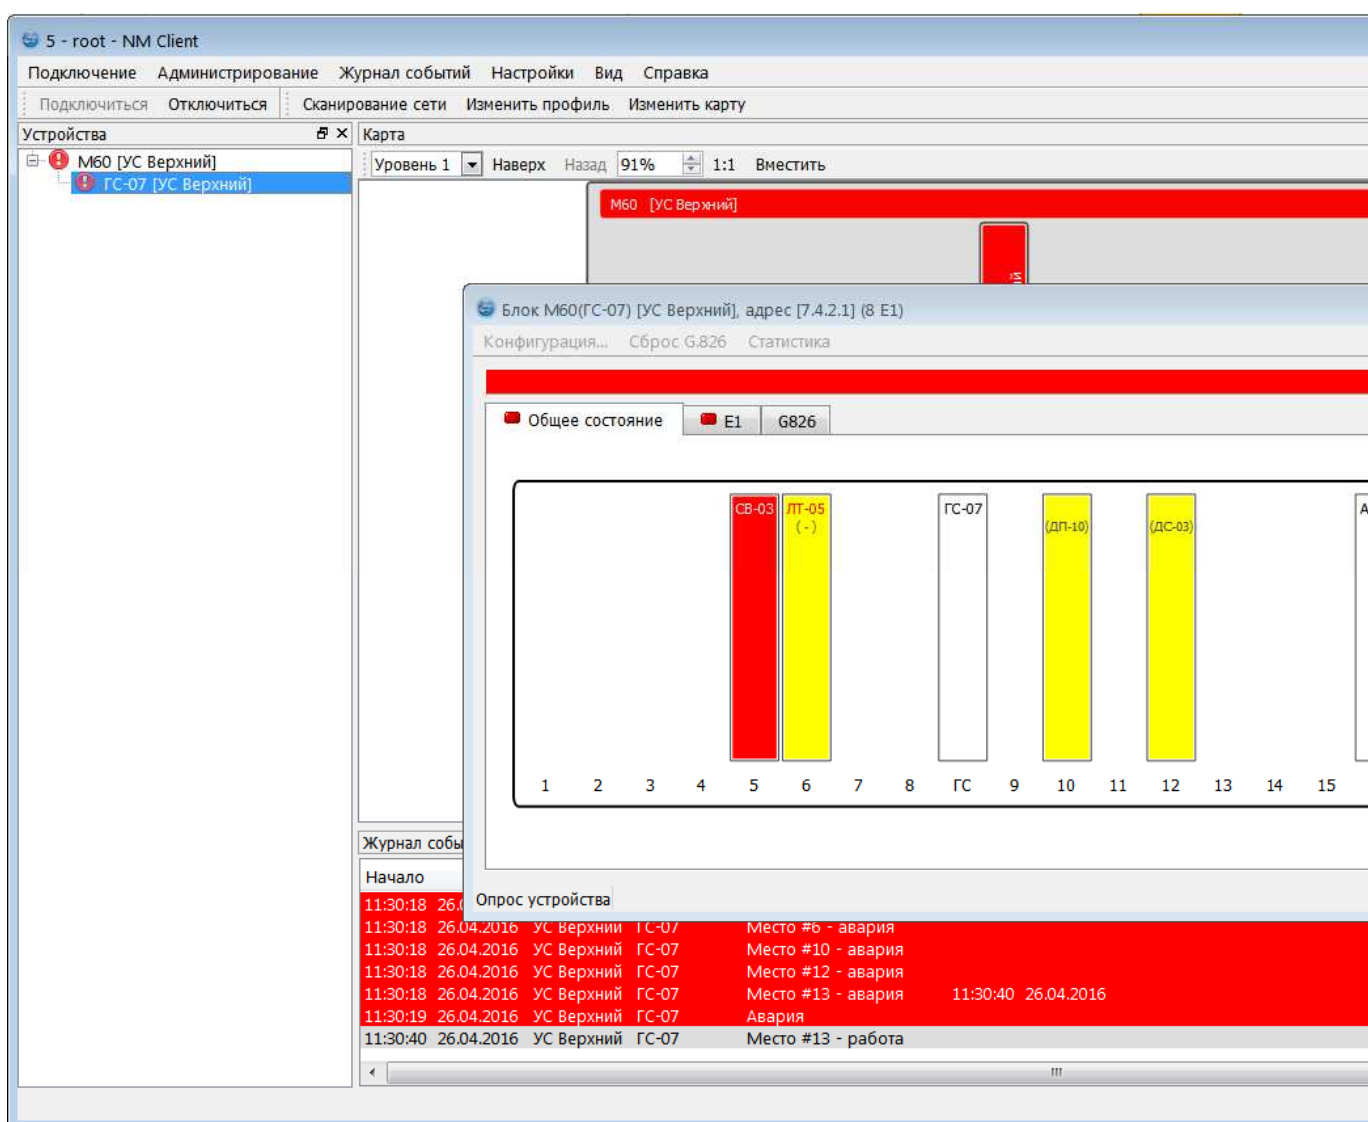 5 - root - NM Client
Подключение Администрирование Журнал событий Настройки Вид Справка
Подключиться Отключиться Сканирование сети Изменить профиль Изменить карту
Устройства
М60 [УС Верхний]
ГС-07 [УС Верхний]
Карта
Уровень 1 Наверх Назад 91% 1:1 Вместить
М60 [УС Верхний]
Блок М60(ГС-07) [УС Верхний], адрес [7.4.2.1] (8 E1)
Конфигурация... Сброс G.826 Статистика
Общее состояние E1 G826
СВ-03 ЛТ-05 ГС-07
(-) (ДП-10) (ДС-03)
1 2 3 4 5 6 7 8 ГС 9 10 11 12 13 14 15
Опрос устройства
Журнал собы
Начало
11:30:18 26.0
11:30:18 26.04.2016 УС Верхний ГС-07 Место #6 - авария
11:30:18 26.04.2016 УС Верхний ГС-07 Место #10 - авария
11:30:18 26.04.2016 УС Верхний ГС-07 Место #12 - авария
11:30:18 26.04.2016 УС Верхний ГС-07 Место #13 - авария 11:30:40 26.04.2016
11:30:19 26.04.2016 УС Верхний ГС-07 Авария
11:30:40 26.04.2016 УС Верхний ГС-07 Место #13 - работа